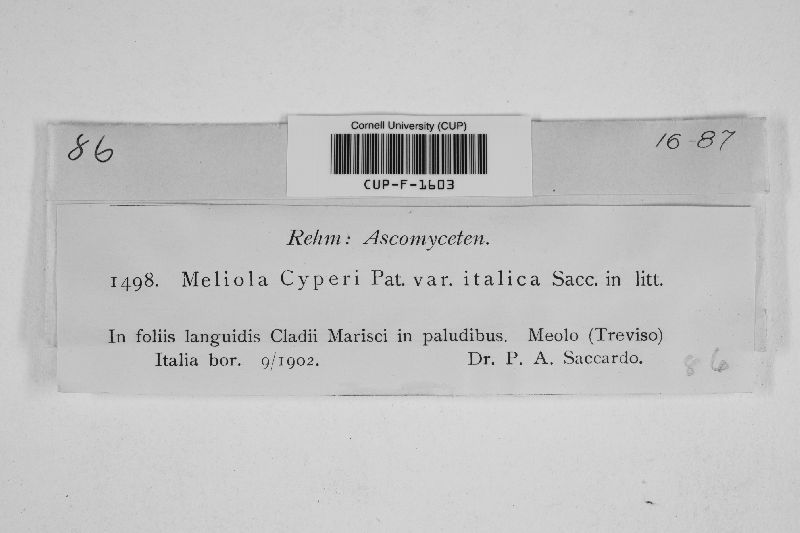 Cornell University (CUP)
CUP-F-1603
86
16-87
Rehm: Ascomyceten.
1498. Meliola Cyperi Pat. var. italica Sacc. in litt.
In foliis languidis Cladii Marisci in paludibus. Meolo (Treviso)
Italia bor. 9/1902. Dr. P. A. Saccardo.
86